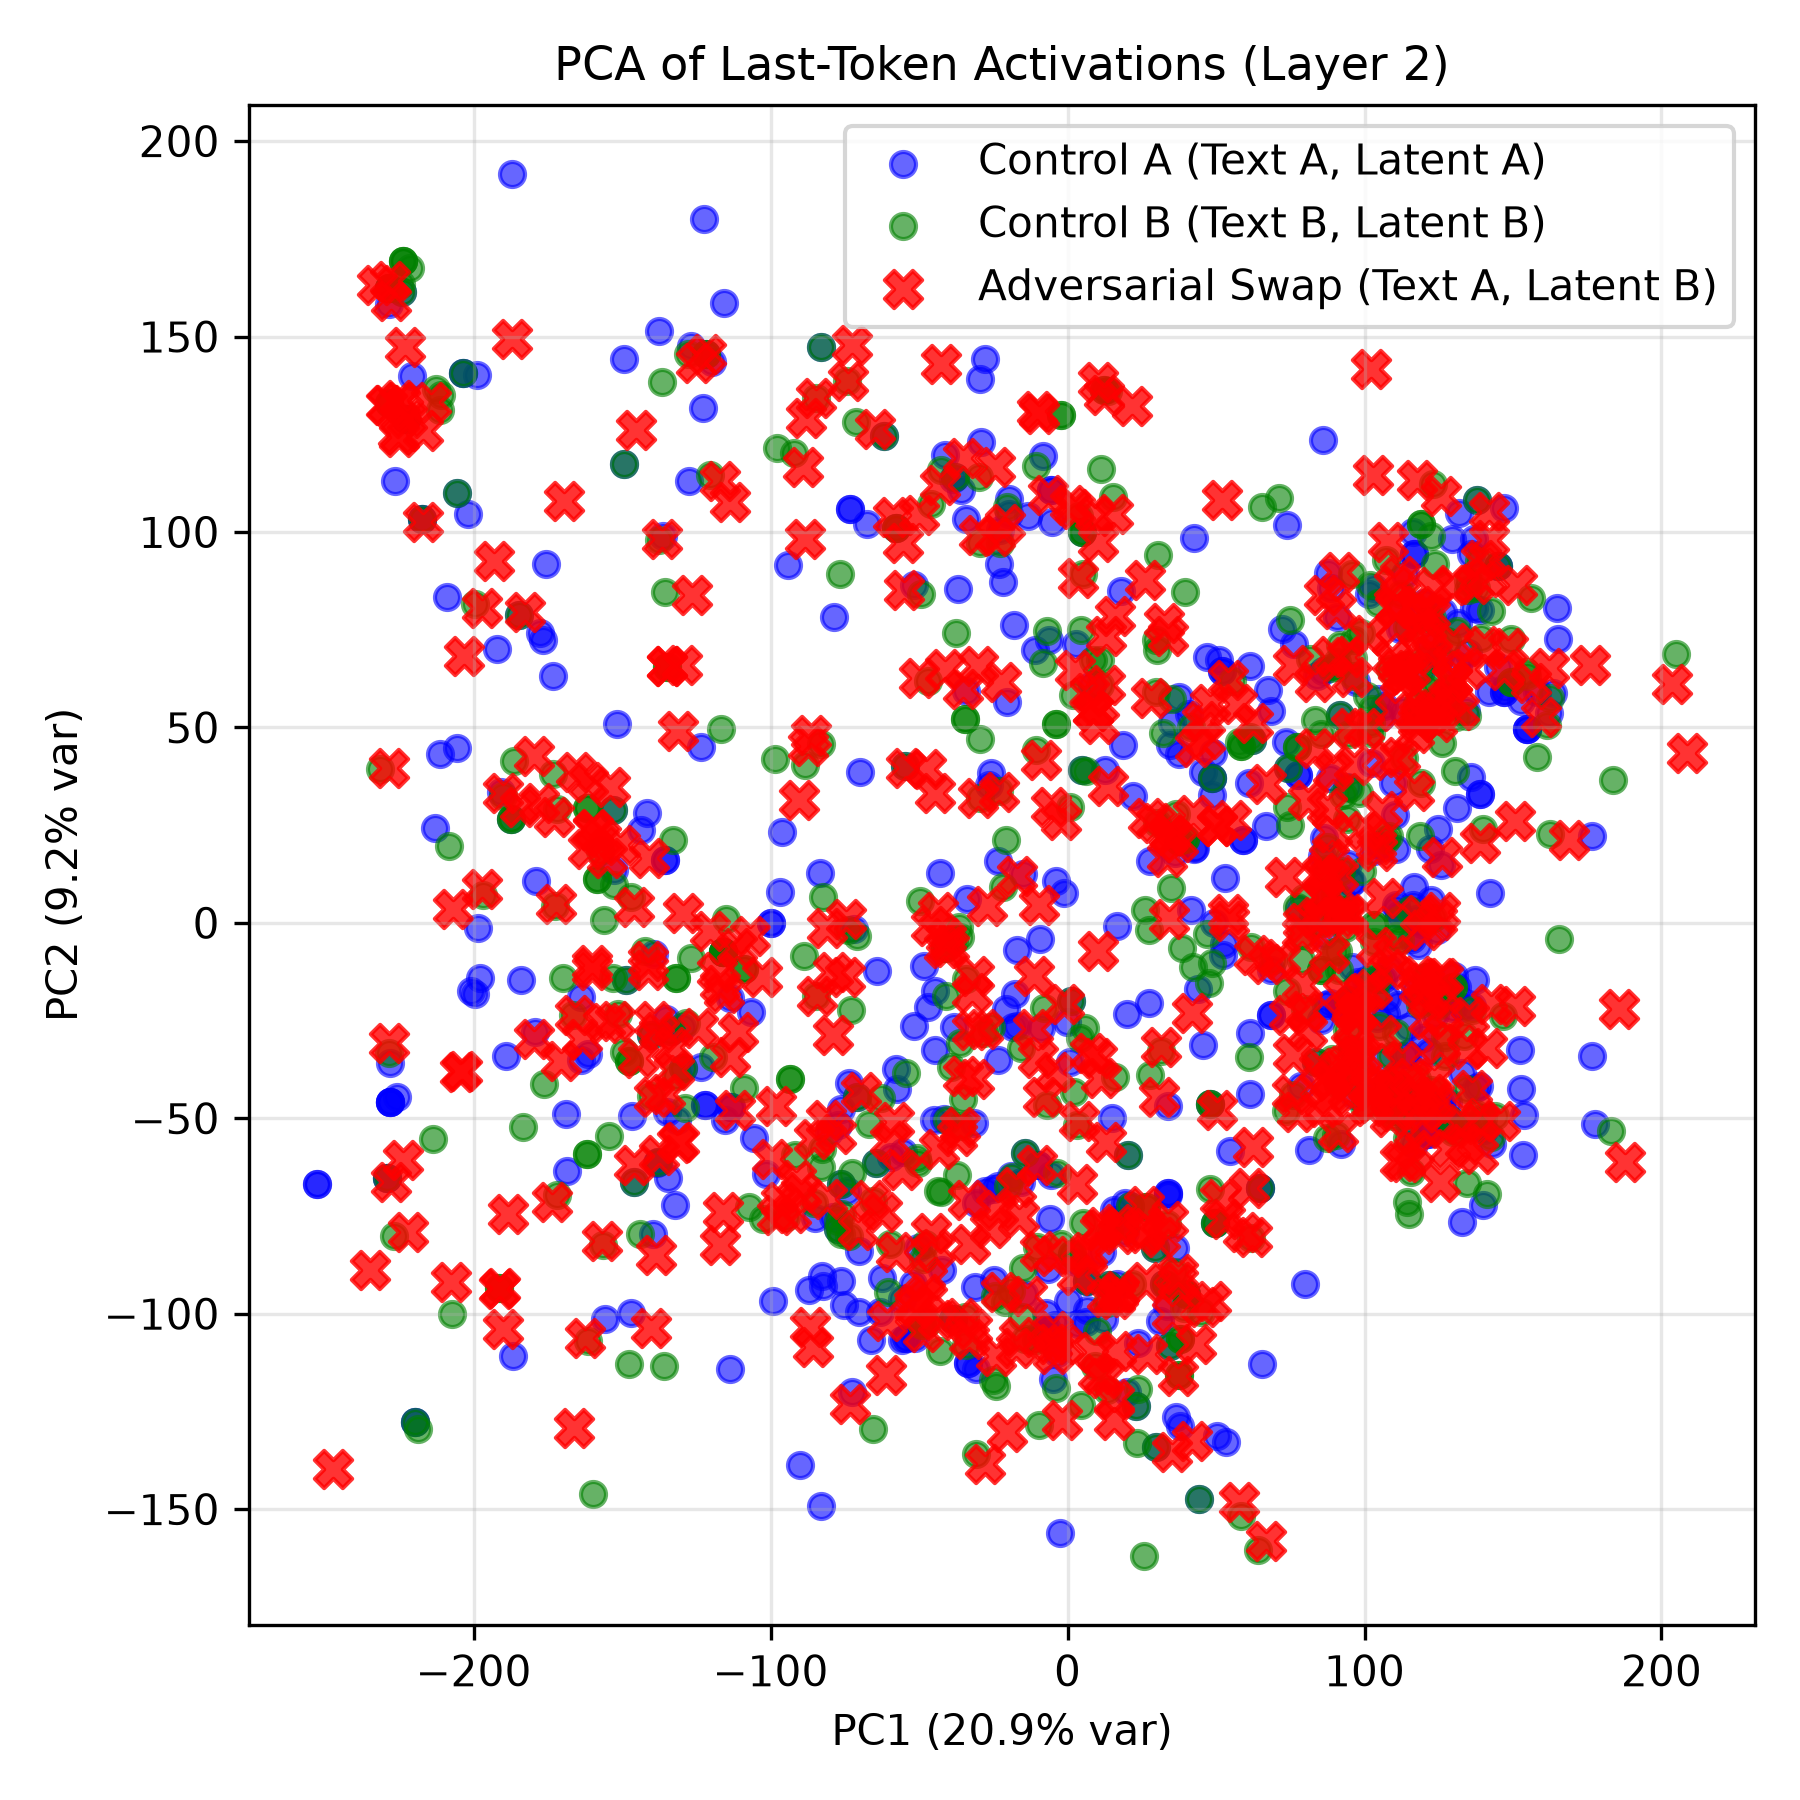 PCA of Last-Token Activations (Layer 2)
Control A (Text A, Latent A)
Control B (Text B, Latent B)
Adversarial Swap (Text A, Latent B)
200
150
100
50
0
−50
−100
−150
PC2 (9.2% var)
−200
−100
0
100
200
PC1 (20.9% var)